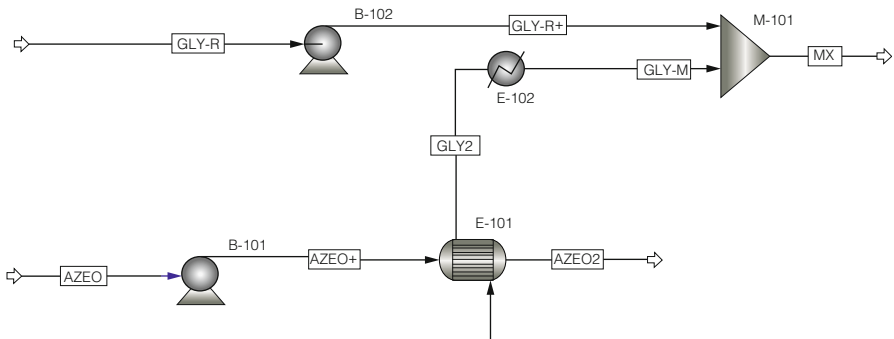 B-102
M-101
GLY-R+
GLY-R
MX
GLY-M
E-102
GLY2
E-101
B-101
AZEO+
AZEO2
AZEO